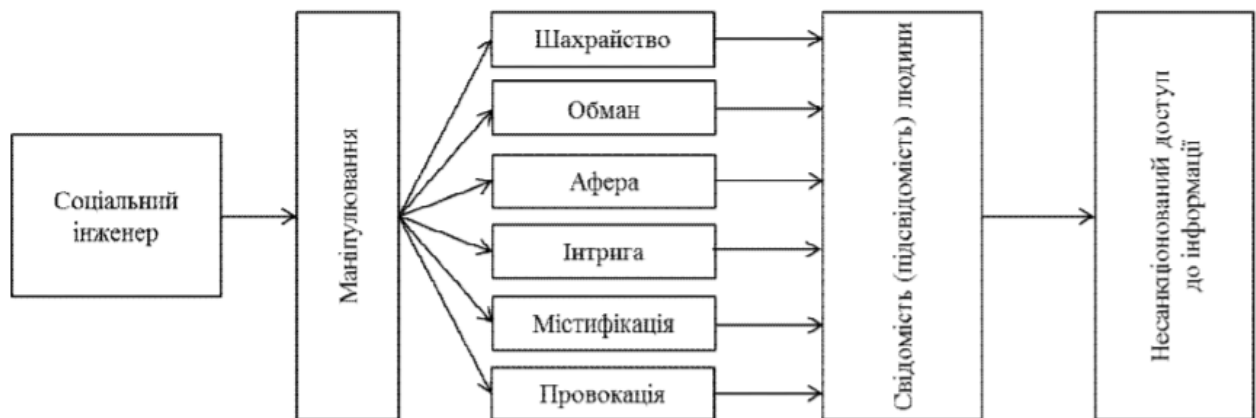 Соціальний
інженер
Маніпулювання
Шахрайство
Обман
Афера
Інтрига
Містифікація
Провокація
Свідомість (підсвідомість) людини
Несанкціонований доступ
до інформації